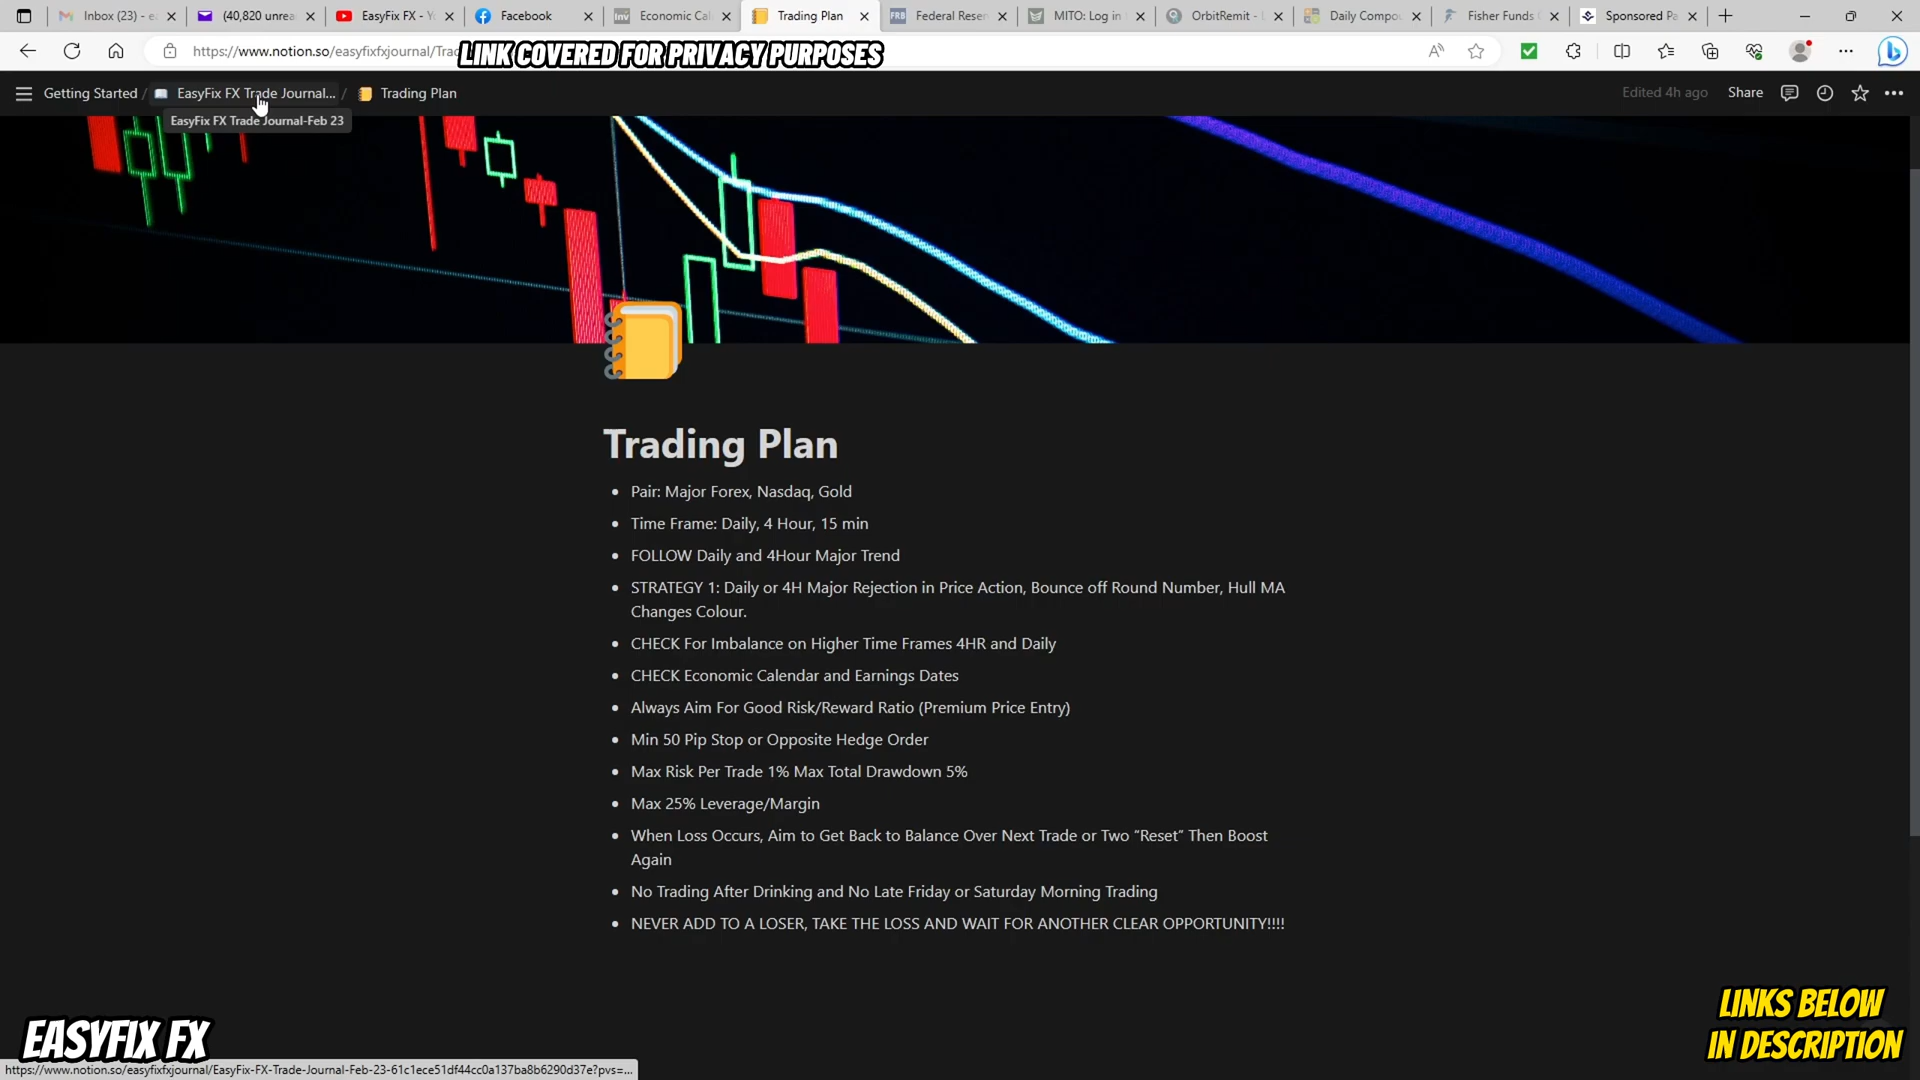 Inbox (23) - e
(40,820 unrea
EasyFix FX - Y
Facebook
Economic Cal
Trading Plan
Federal Reser
MITO: Log in
OrbitRemit - L
Daily Compou
Fisher Funds
Sponsored Pa
https://www.notion.so/easyfixfxjournal/Trad
LINK COVERED FOR PRIVACY PURPOSES
Getting Started / EasyFix FX Trade Journal... / Trading Plan
Edited 4h ago
Share
EasyFix FX Trade Journal-Feb 23
Trading Plan
• Pair: Major Forex, Nasdaq, Gold
• Time Frame: Daily, 4 Hour, 15 min
• FOLLOW Daily and 4Hour Major Trend
• STRATEGY 1: Daily or 4H Major Rejection in Price Action, Bounce off Round Number, Hull MA
Changes Colour.
• CHECK For Imbalance on Higher Time Frames 4HR and Daily
• CHECK Economic Calendar and Earnings Dates
• Always Aim For Good Risk/Reward Ratio (Premium Price Entry)
• Min 50 Pip Stop or Opposite Hedge Order
• Max Risk Per Trade 1% Max Total Drawdown 5%
• Max 25% Leverage/Margin
• When Loss Occurs, Aim to Get Back to Balance Over Next Trade or Two “Reset” Then Boost
Again
• No Trading After Drinking and No Late Friday or Saturday Morning Trading
• NEVER ADD TO A LOSER, TAKE THE LOSS AND WAIT FOR ANOTHER CLEAR OPPORTUNITY!!!!
LINKS BELOW
IN DESCRIPTION
EASYFIX FX
https://www.notion.so/easyfixfxjournal/EasyFix-FX-Trade-Journal-Feb-23-61c1ece51df44cc0a137ba8b6290d37e?pvs=...